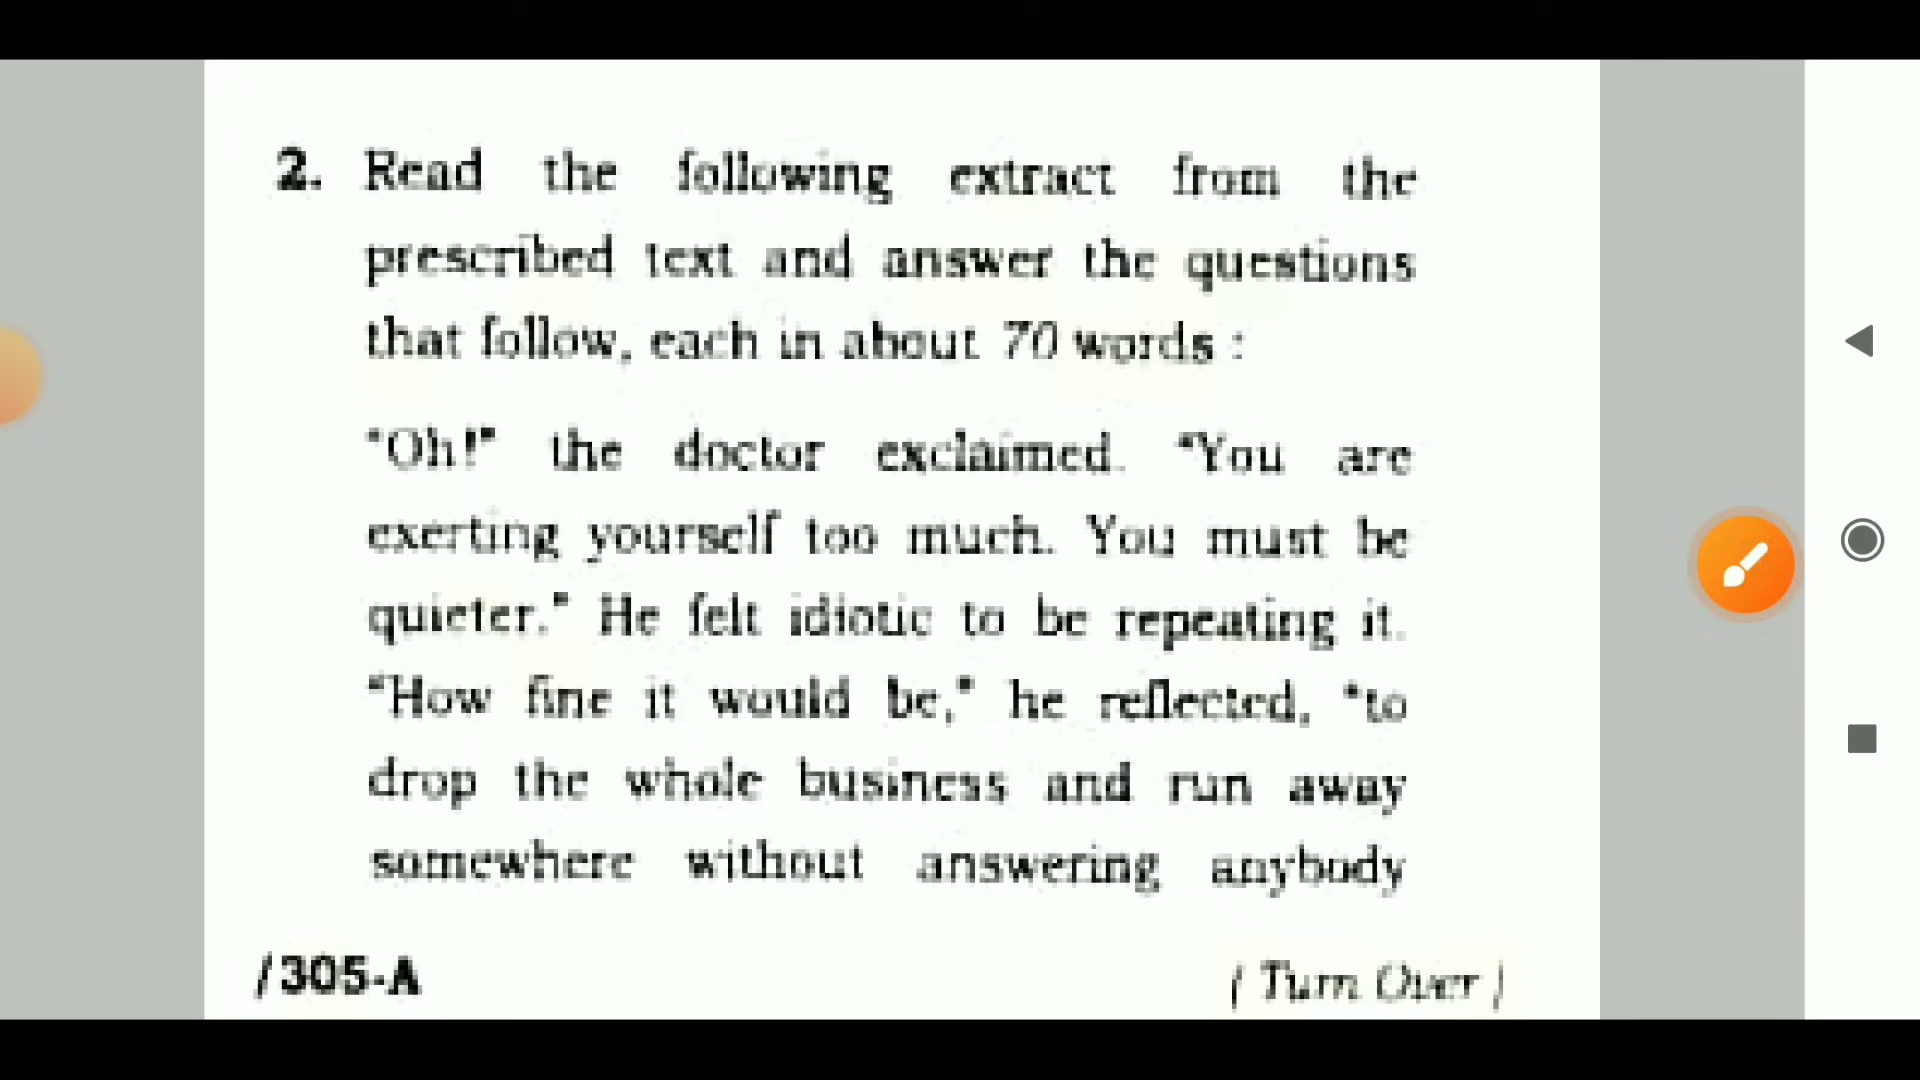 2. Read the following extract from the
prescribed text and answer the questions
that follow, each in about 70 words :
"Oh!" the doctor exclaimed. "You are
exerting yourself too much. You must be
quieter." He felt idiotic to be repeating it.
"How fine it would be," he reflected, "to
drop the whole business and run away
somewhere without answering anybody
/305-A
( Turn Over )